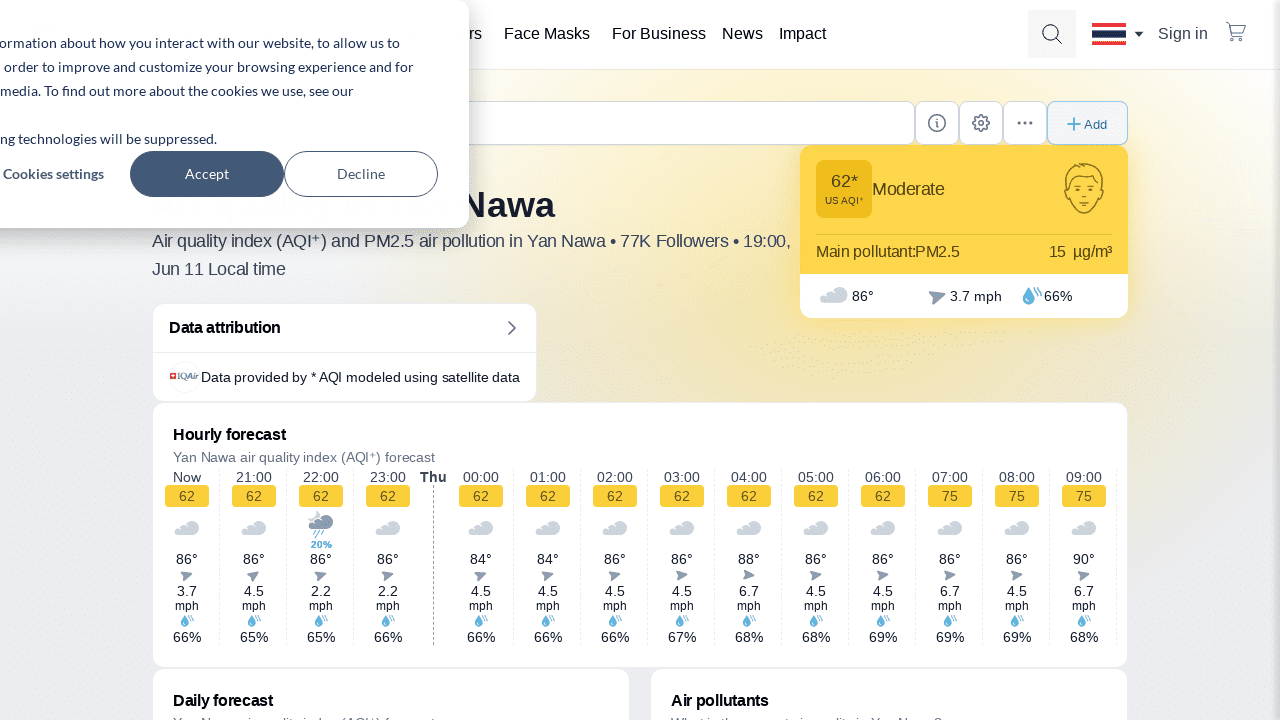 ormation about how you interact with our website, to allow us to
order to improve and customize your browsing experience and for
media. To find out more about the cookies we use, see our
ng technologies will be suppressed.
Cookies settings Accept Decline
rs Face Masks For Business News Impact Sign in
Add
62* Moderate
US AQI⁺
Main pollutant:PM2.5 15 µg/m³
86° 3.7 mph 66%
Nawa
Air quality index (AQI⁺) and PM2.5 air pollution in Yan Nawa • 77K Followers • 19:00,
Jun 11 Local time
Data attribution
IQAir Data provided by * AQI modeled using satellite data
Hourly forecast
Yan Nawa air quality index (AQI⁺) forecast
Now 21:00 22:00 23:00 Thu 00:00 01:00 02:00 03:00 04:00 05:00 06:00 07:00 08:00 09:00
62 62 62 62 62 62 62 62 62 62 62 75 75 75
20%
86° 86° 86° 86° 84° 84° 86° 86° 88° 86° 86° 86° 86° 90°
3.7 4.5 2.2 2.2 4.5 4.5 4.5 4.5 6.7 4.5 4.5 6.7 4.5 6.7
mph mph mph mph mph mph mph mph mph mph mph mph mph mph
66% 65% 65% 66% 66% 66% 66% 67% 68% 68% 69% 69% 69% 68%
Daily forecast Air pollutants